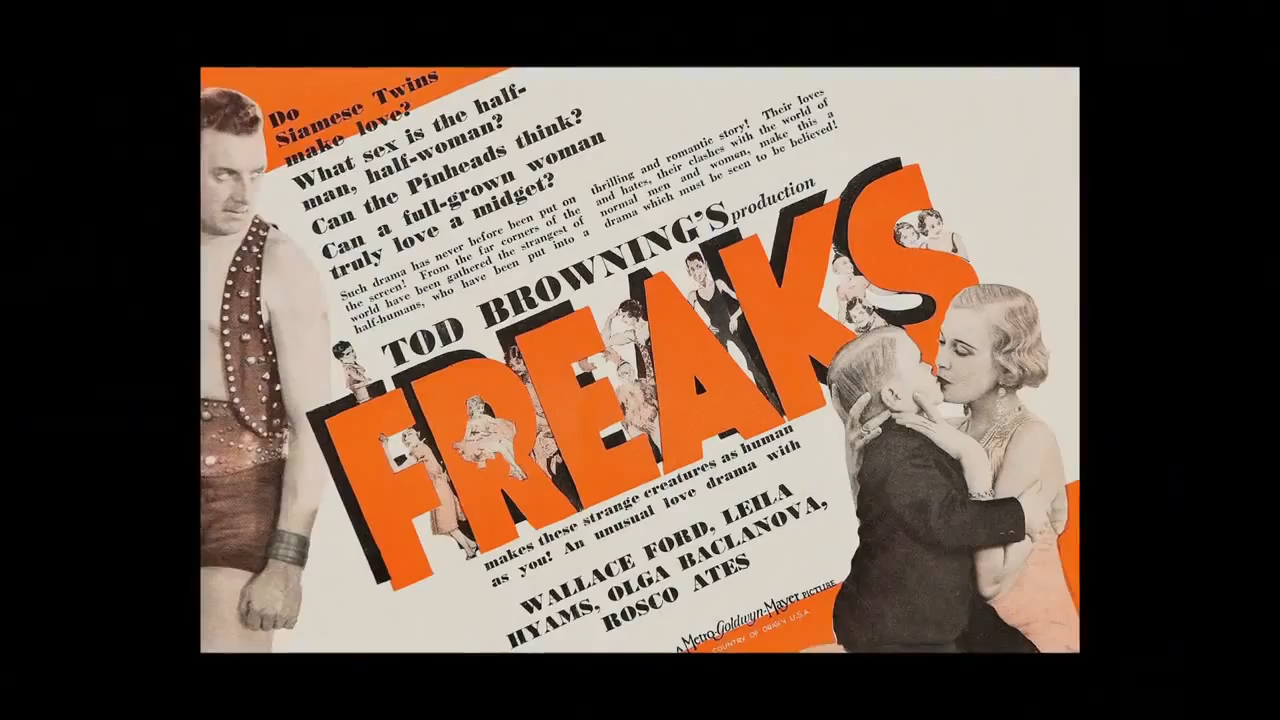 Do
Siamese Twins
make love?
What sex is the half-
man, half-woman?
Can the Pinheads think?
Can a full-grown woman
truly love a midget?
Such drama has never before been put on
the screen! From the far corners of the
world have been gathered the strangest of
half-humans, who have been put into a
thrilling and romantic story! Their loves
and hates, their clashes with the world of
normal men and women, make this a
drama which must be seen to be believed!
TOD BROWNING'S production
FREAKS
makes these strange creatures as human
as you! An unusual love drama with
WALLACE FORD, LEILA
HYAMS, OLGA BACLANOVA,
ROSCO ATES
A Metro-Goldwyn-Mayer PICTURE
COUNTRY OF ORIGIN U.S.A.